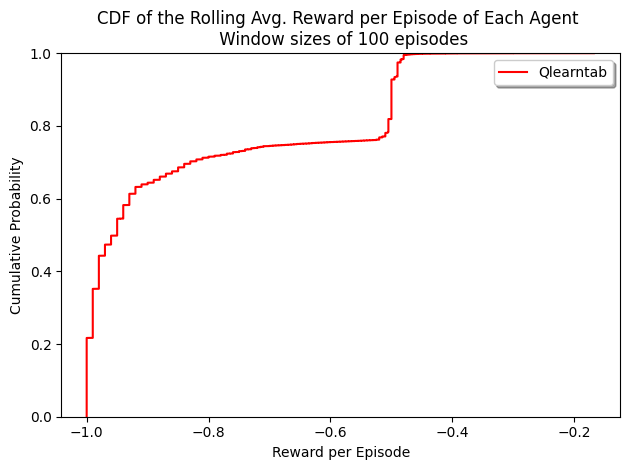 CDF of the Rolling Avg. Reward per Episode of Each Agent
Window sizes of 100 episodes
Qlearntab
1.0
0.8
0.6
0.4
0.2
0.0
Cumulative Probability
−1.0
−0.8
−0.6
−0.4
−0.2
Reward per Episode